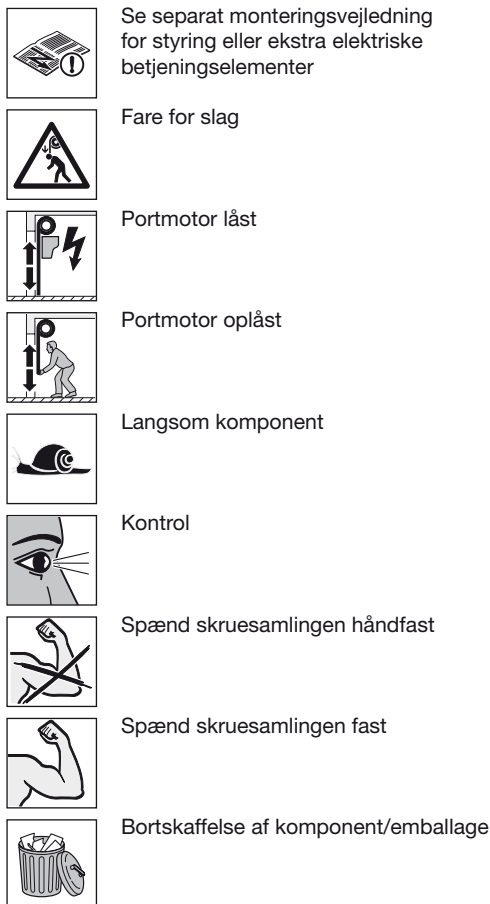 Se separat monteringsvejledning
for styring eller ekstra elektriske
betjeningselementer
Fare for slag
Portmotor låst
Portmotor oplåst
Langsom komponent
Kontrol
Spænd skruesamlingen håndfast
Spænd skruesamlingen fast
Bortskaffelse af komponent/emballage